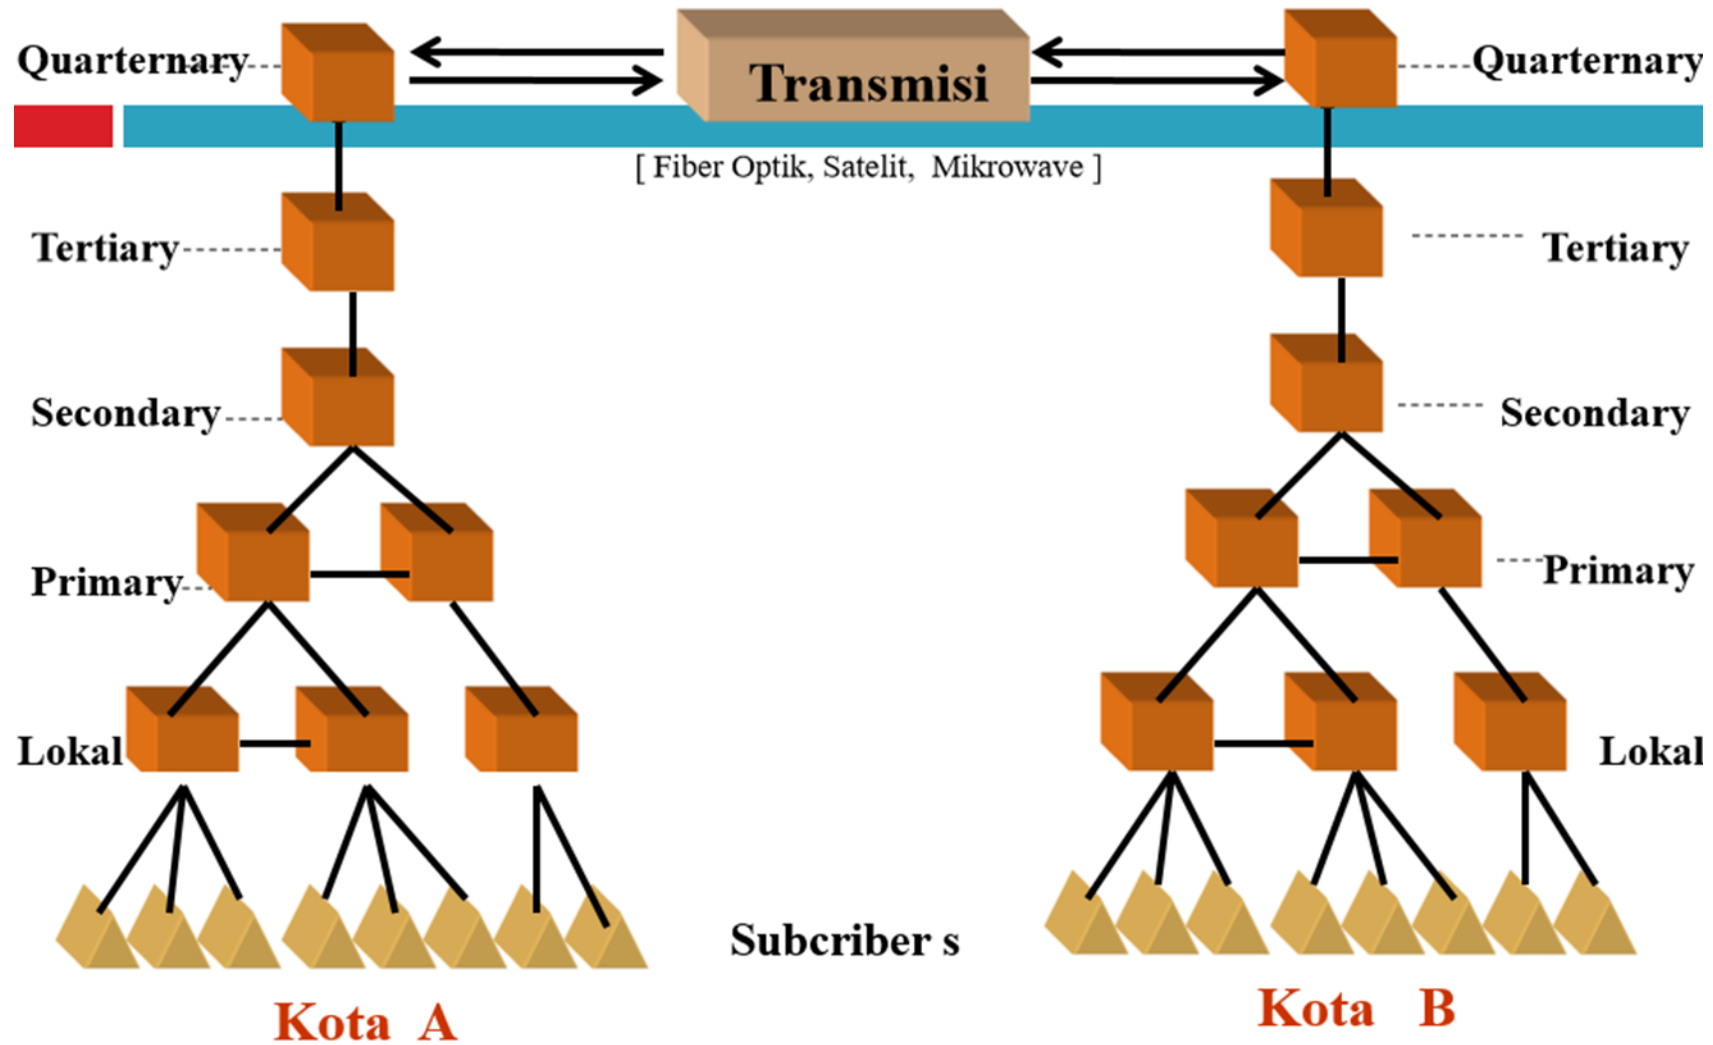 Quarternary
Transmisi
Quarternary
[ Fiber Optik, Satelit, Mikrowave ]
Tertiary
Tertiary
Secondary
Secondary
Primary
Primary
Lokal
Lokal
Subcriber s
Kota A
Kota B